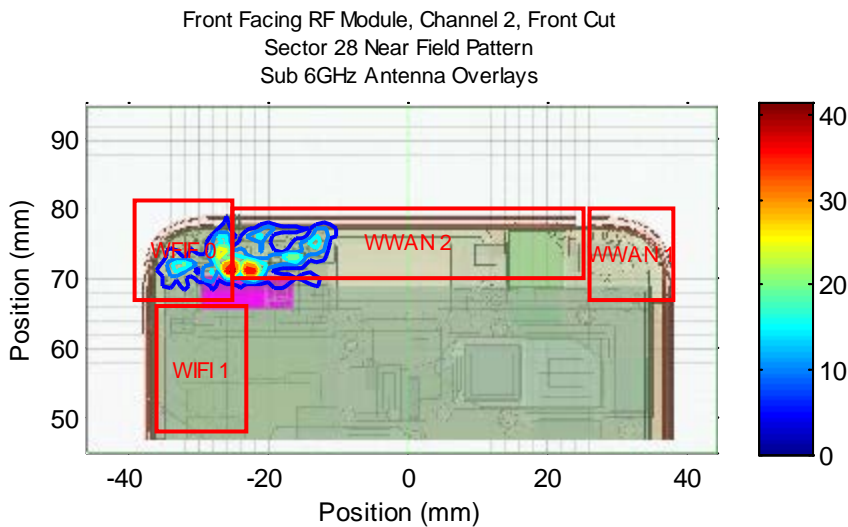 Front Facing RF Module, Channel 2, Front Cut
Sector 28 Near Field Pattern
Sub 6GHz Antenna Overlays
90
80
70
60
50
Position (mm)
WIFI 0
WWAN 2
WWAN 1
WIFI 1
-40
-20
0
20
40
Position (mm)
40
30
20
10
0